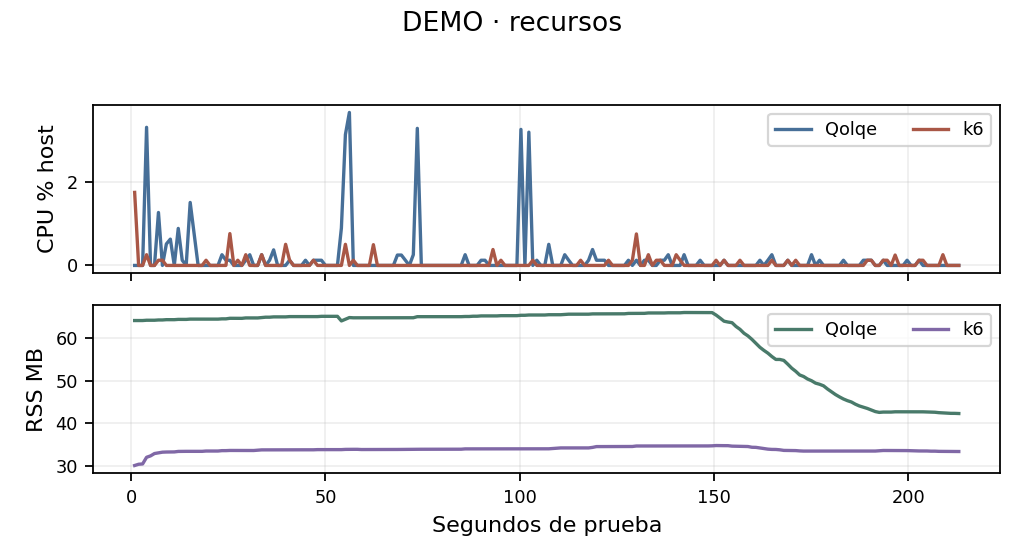 DEMO · recursos
CPU % host
2
0
Qolqe k6
RSS MB
60
50
40
30
Qolqe k6
0 50 100 150 200
Segundos de prueba